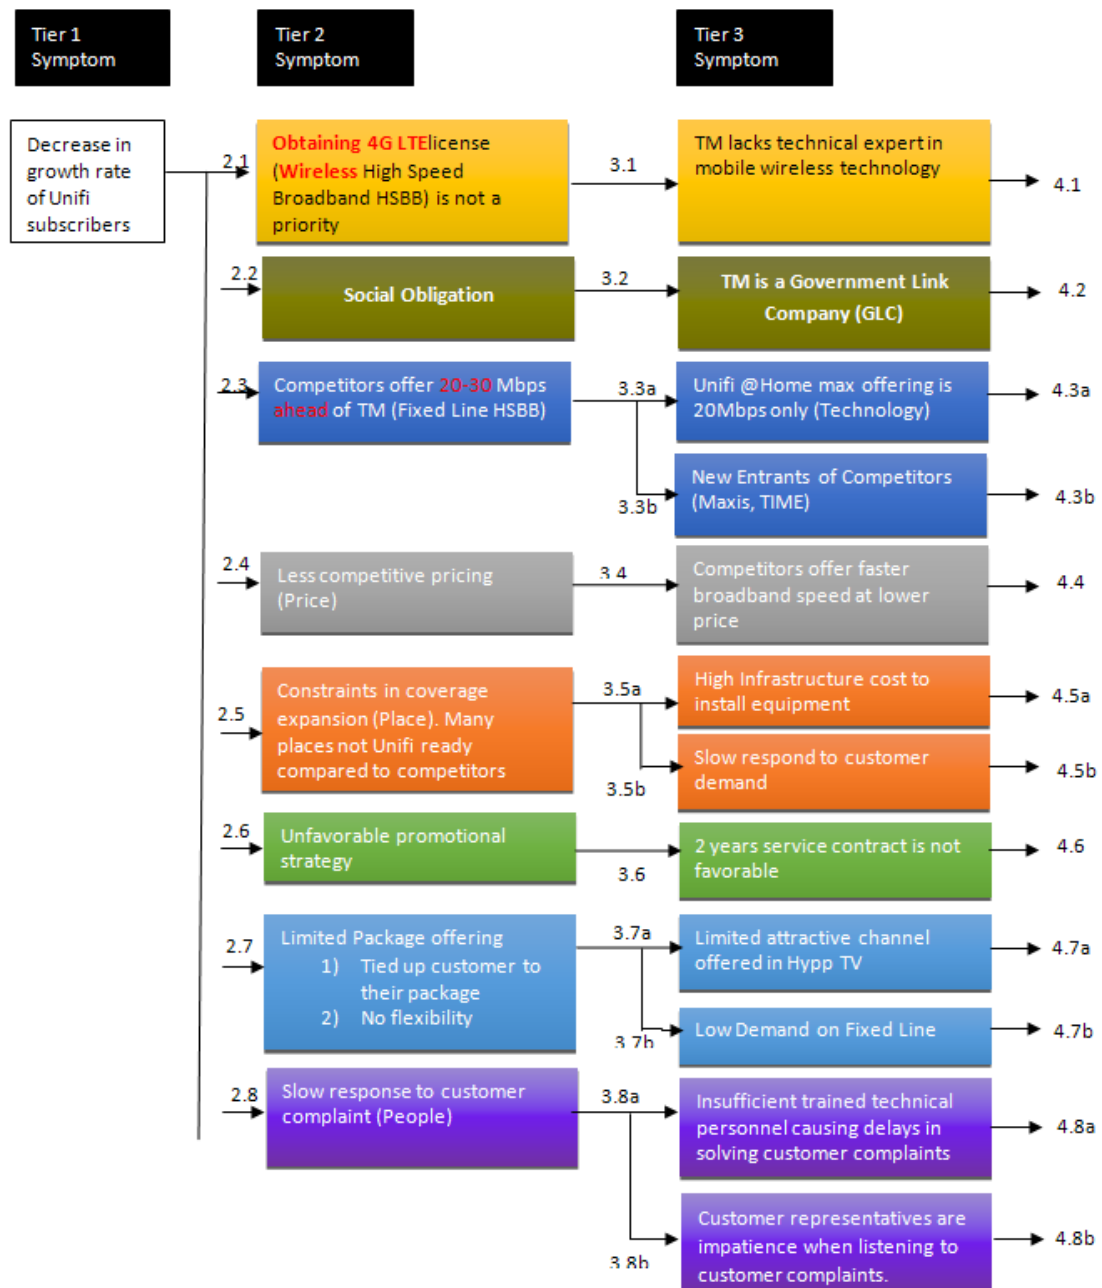 Tier 1
Symptom
Tier 2
Symptom
Tier 3
Symptom
Decrease in
growth rate
of Unifi
subscribers
2.1
Obtaining 4G LTElicense
(Wireless High Speed
Broadband HSBB) is not a
priority
3.1
TM lacks technical expert in
mobile wireless technology
4.1
2.2
Social Obligation
3.2
TM is a Government Link
Company (GLC)
4.2
2.3
Competitors offer 20-30 Mbps
ahead of TM (Fixed Line HSBB)
3.3a
Unifi @Home max offering is
20Mbps only (Technology)
4.3a
3.3b
New Entrants of Competitors
(Maxis, TIME)
4.3b
2.4
Less competitive pricing
(Price)
3.4
Competitors offer faster
broadband speed at lower
price
4.4
2.5
Constraints in coverage
expansion (Place). Many
places not Unifi ready
compared to competitors
3.5a
High Infrastructure cost to
install equipment
4.5a
3.5b
Slow respond to customer
demand
4.5b
2.6
Unfavorable promotional
strategy
3.6
2 years service contract is not
favorable
4.6
2.7
Limited Package offering
1) Tied up customer to
their package
2) No flexibility
3.7a
Limited attractive channel
offered in Hypp TV
4.7a
3.7b
Low Demand on Fixed Line
4.7b
2.8
Slow response to customer
complaint (People)
3.8a
Insufficient trained technical
personnel causing delays in
solving customer complaints
4.8a
3.8b
Customer representatives are
impatience when listening to
customer complaints.
4.8b